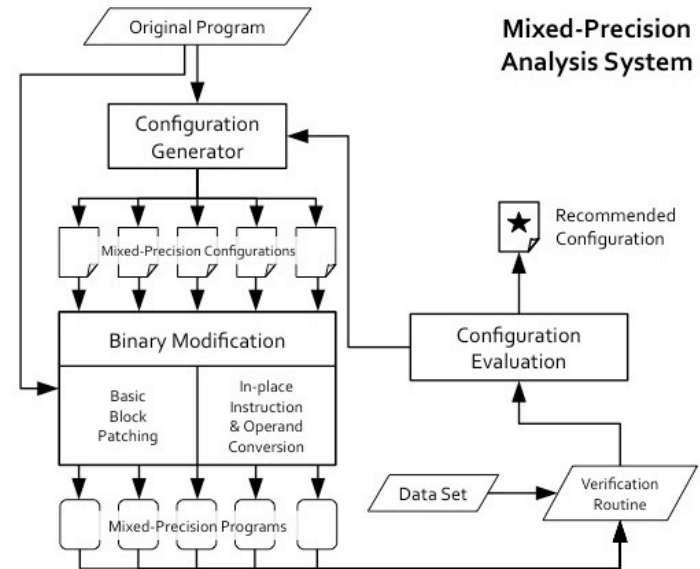 Original Program
Mixed-Precision
Analysis System
Configuration
Generator
Mixed-Precision Configurations
Recommended
Configuration
Binary Modification
Configuration
Evaluation
Basic
Block
Patching
In-place
Instruction
& Operand
Conversion
Data Set
Verification
Routine
Mixed-Precision Programs